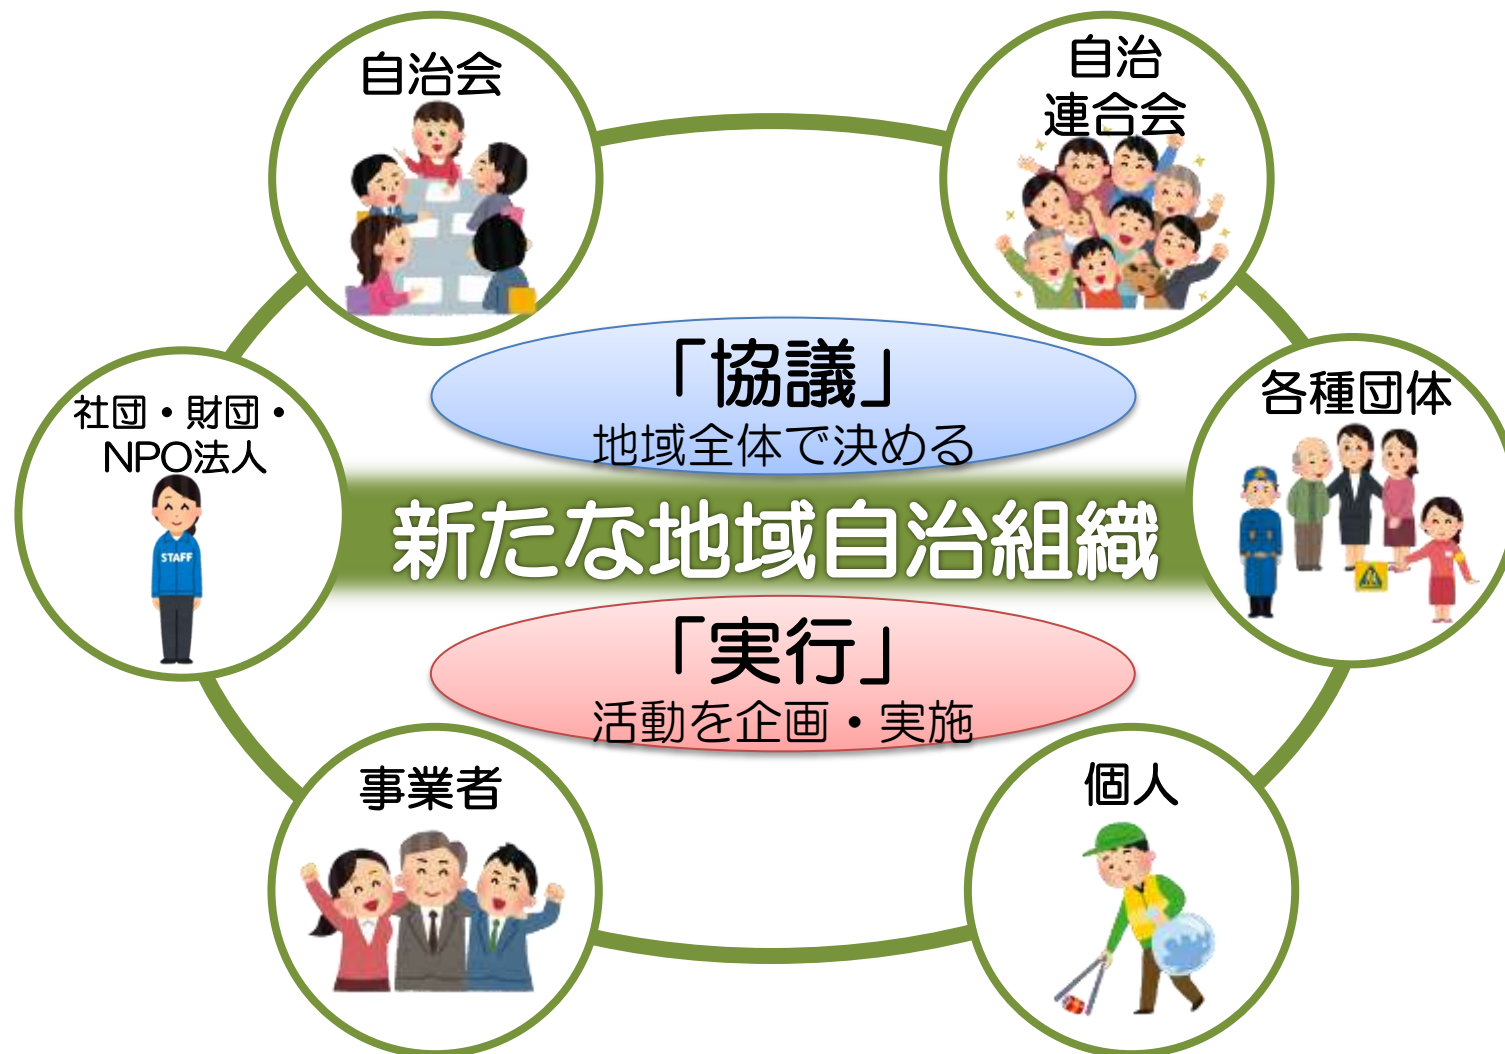 自治会
自治
連合会
「協議」
地域全体で決める
社団・財団・
NPO法人
STAFF
各種団体
新たな地域自治組織
「実行」
活動を企画・実施
事業者
個人